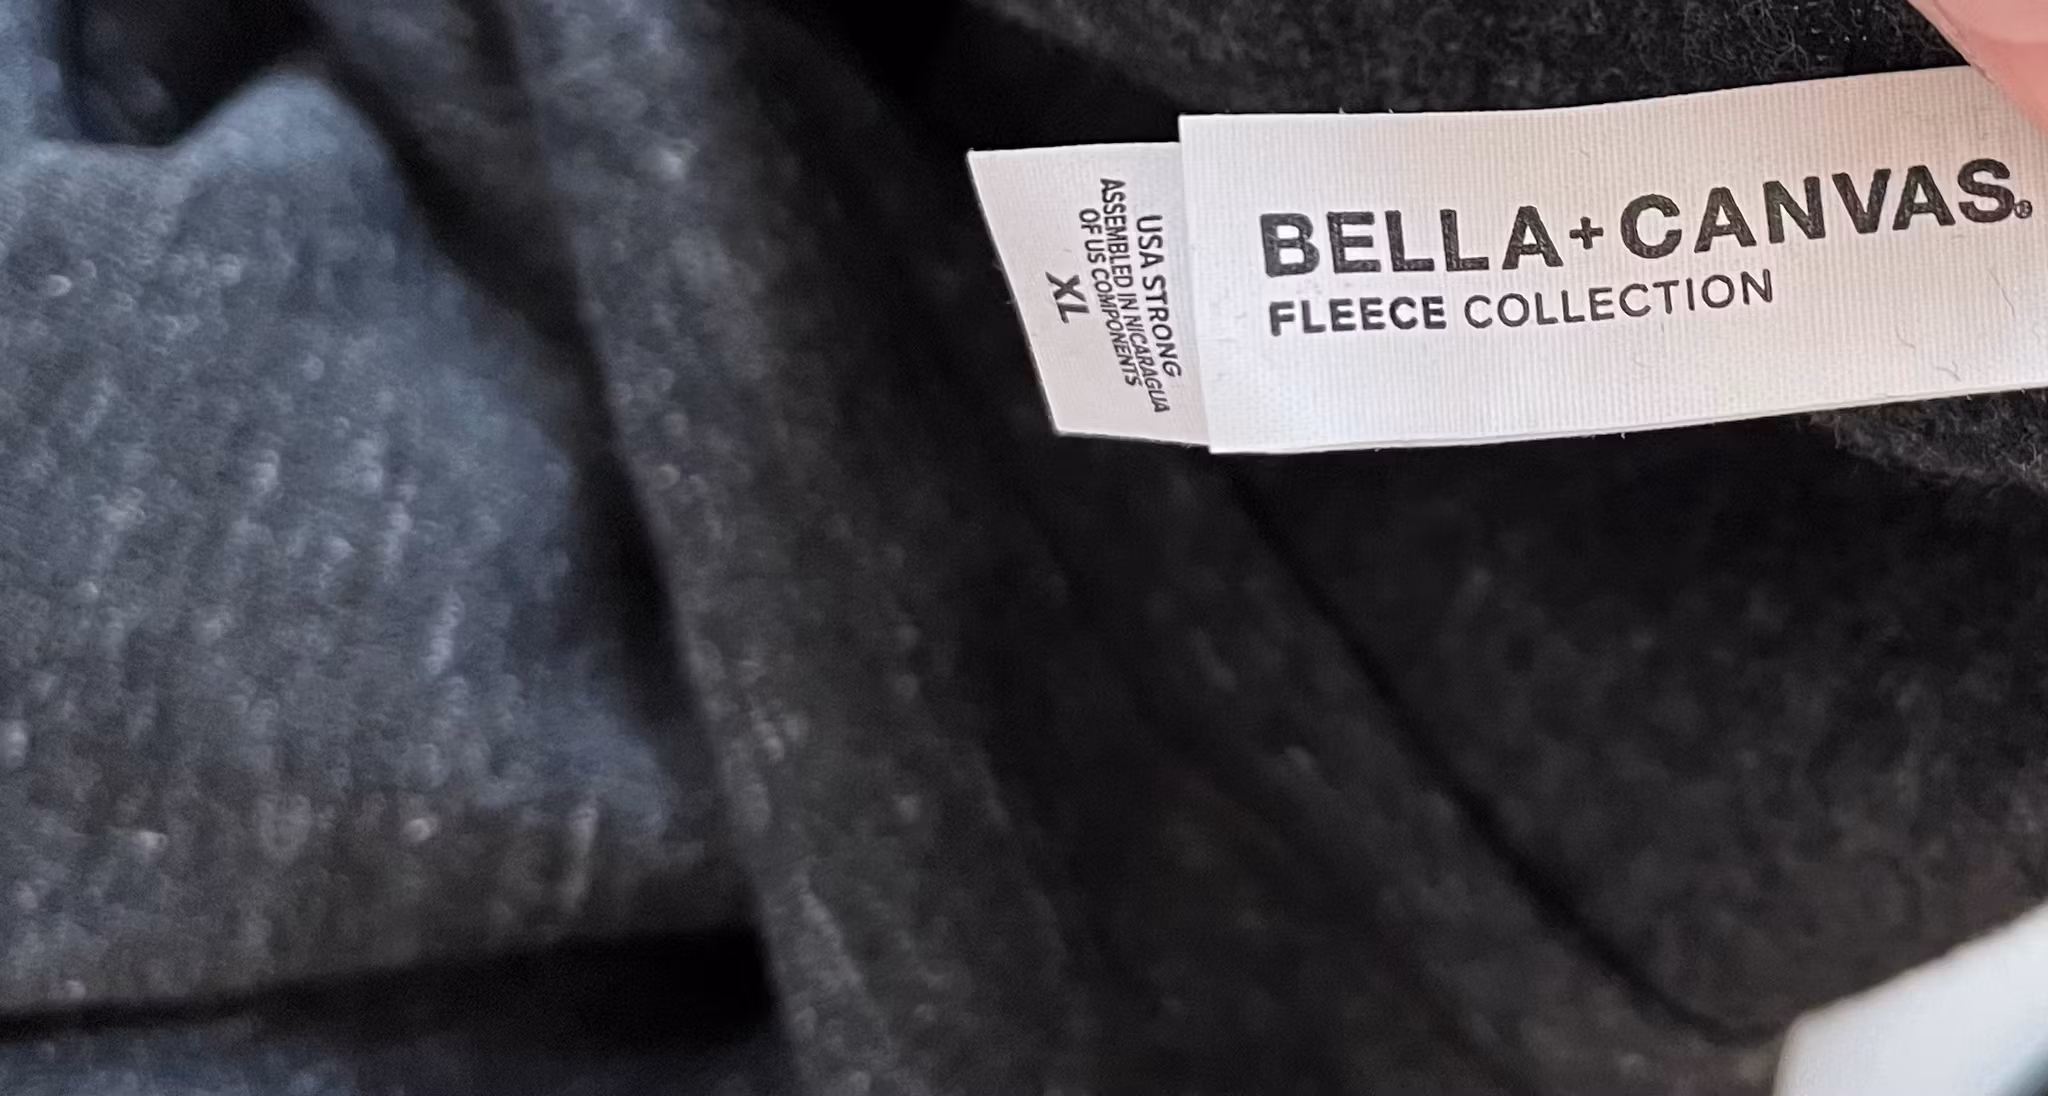 BELLA+CANVAS®
FLEECE COLLECTION
USA STRONG
ASSEMBLED IN NICARAGUA
OF US COMPONENTS
XL